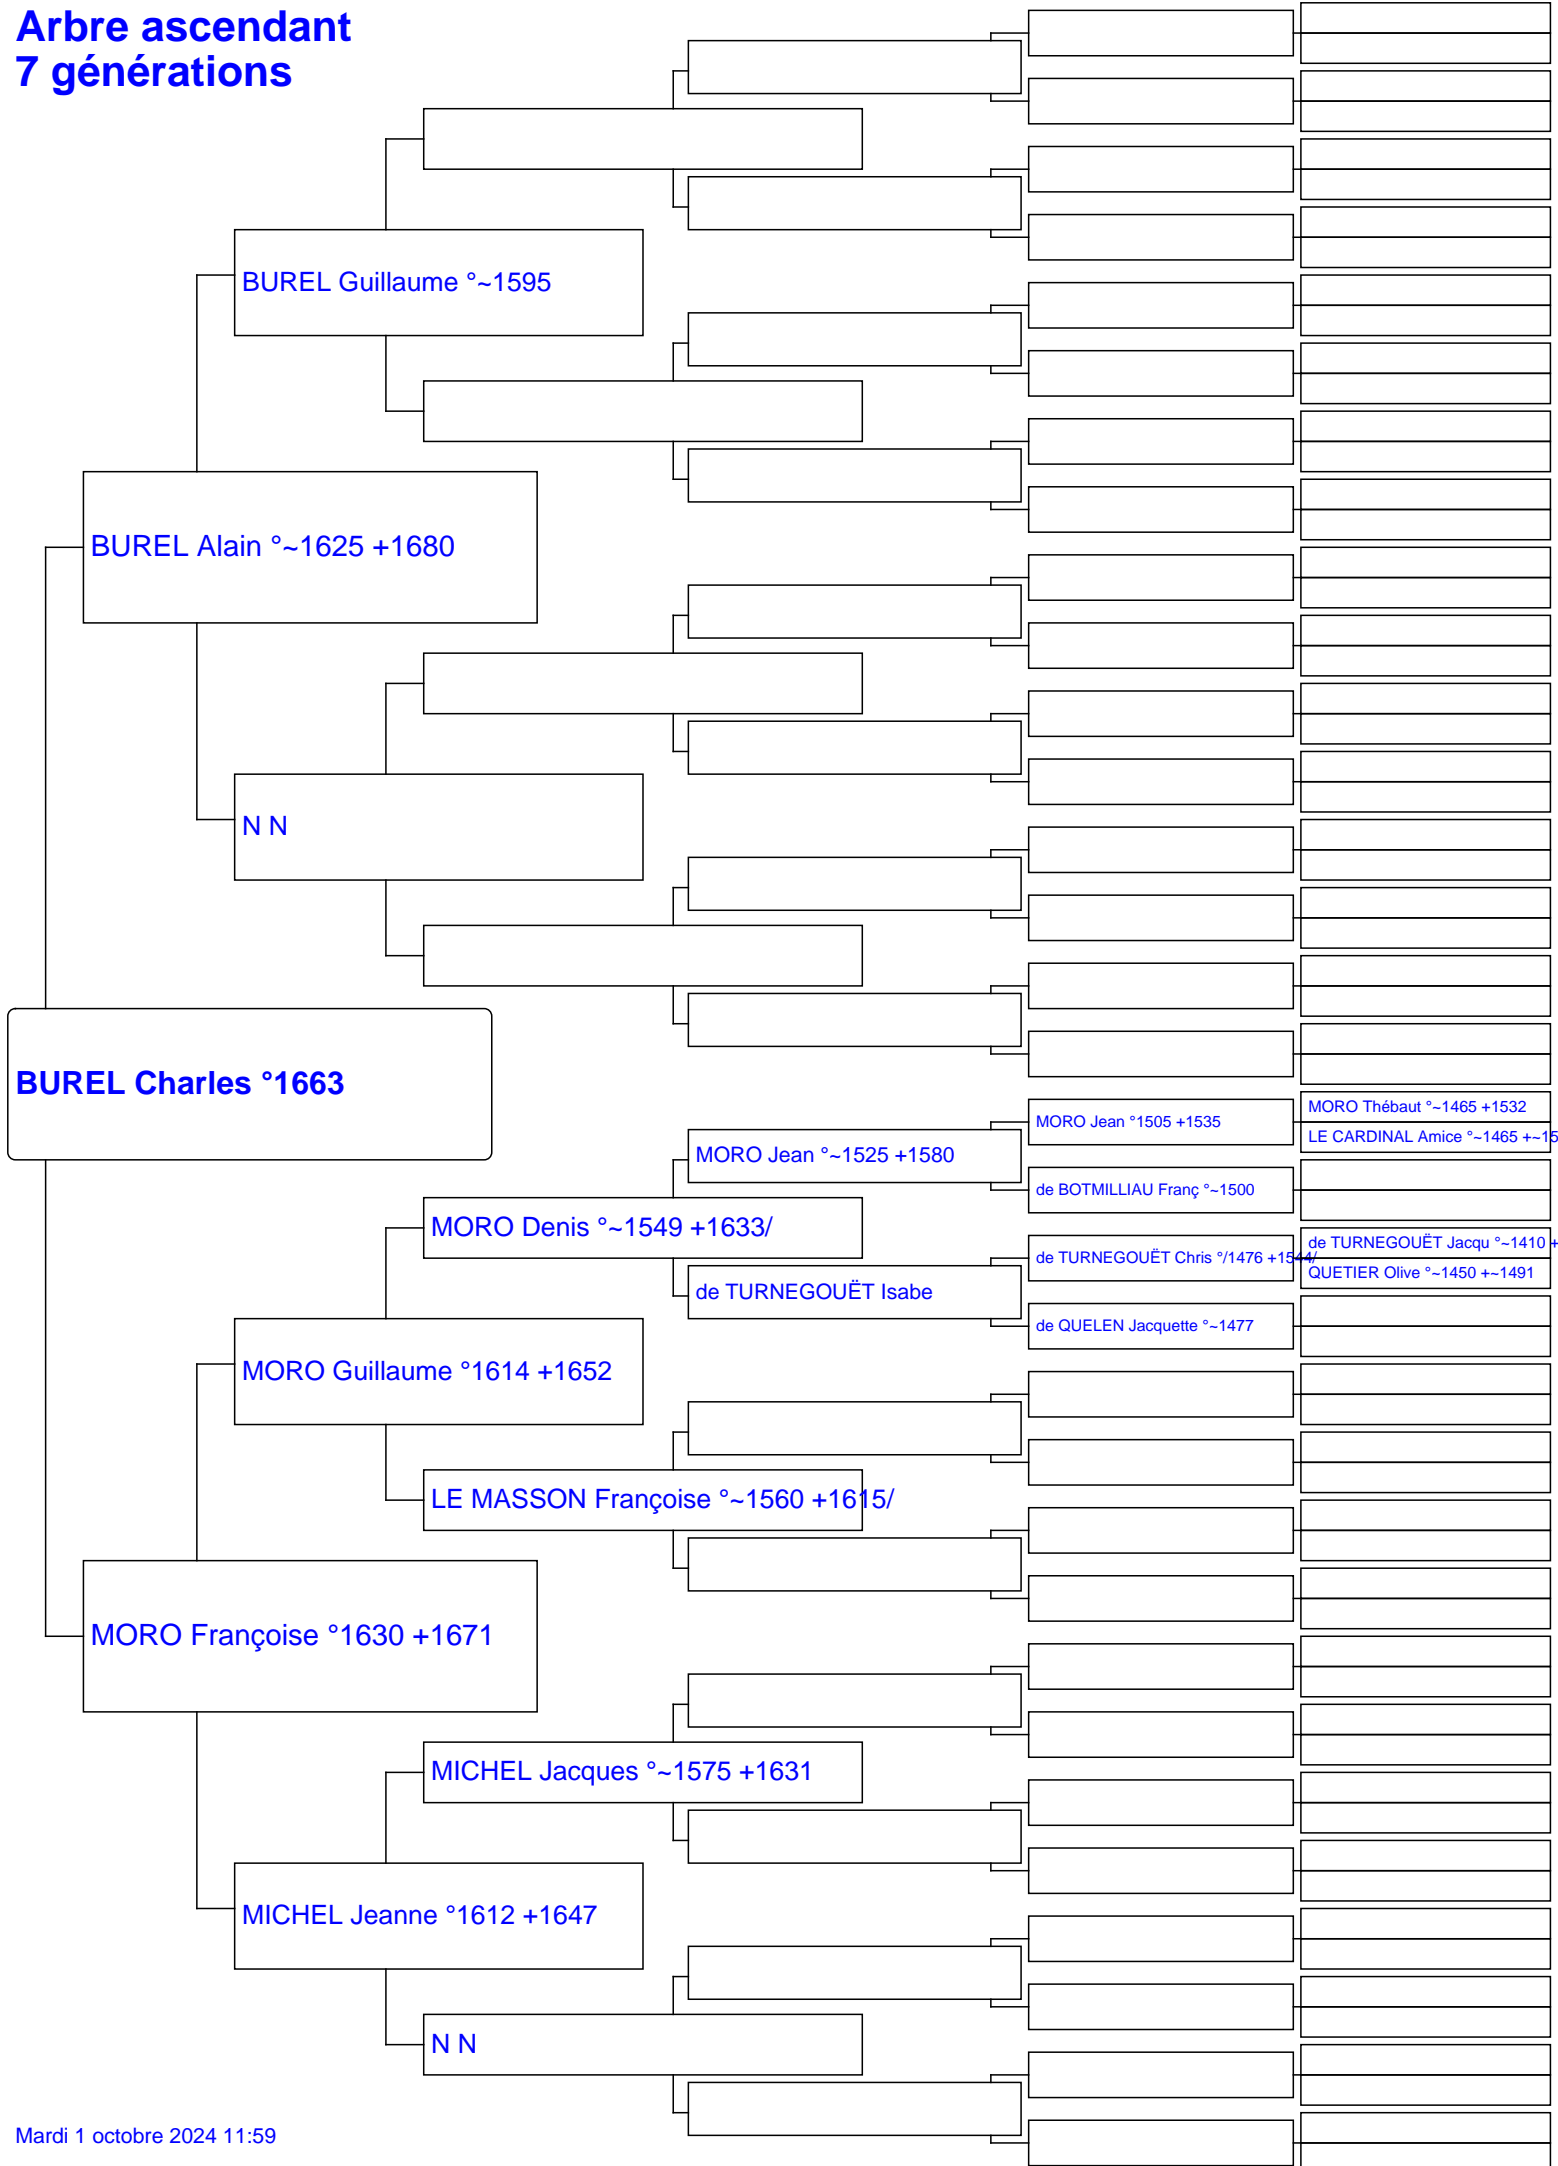 Arbre ascendant
7 générations
BUREL Guillaume °~1595
BUREL Alain °~1625 +1680
N N
BUREL Charles °1663
MORO Thébaut °~1465 +1532
MORO Jean °1505 +1535
LE CARDINAL Amice °~1465 +~15
MORO Jean °~1525 +1580
de BOTMILLIAU Franç °~1500
MORO Denis °~1549 +1633/
de TURNEGOUËT Jacqu °~1410 +
de TURNEGOUËT Chris °/1476 +1544/
QUETIER Olive °~1450 +~1491
de TURNEGOUËT Isabe
de QUELEN Jacquette °~1477
MORO Guillaume °1614 +1652
LE MASSON Françoise °~1560 +1615/
MORO Françoise °1630 +1671
MICHEL Jacques °~1575 +1631
MICHEL Jeanne °1612 +1647
N N
Mardi 1 octobre 2024 11:59